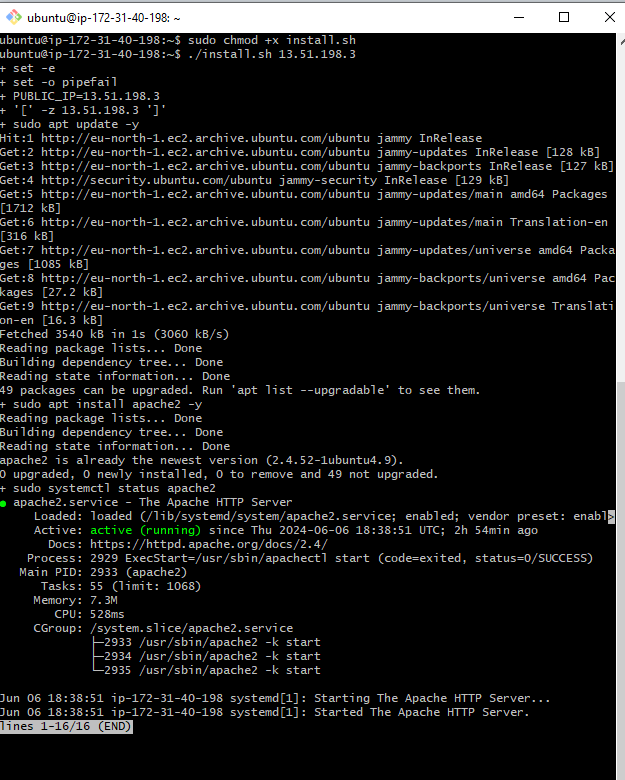 ubuntu@ip-172-31-40-198: ~
ubuntu@ip-172-31-40-198:~$ sudo chmod +x install.sh
ubuntu@ip-172-31-40-198:~$ ./install.sh 13.51.198.3
+ set -e
+ set -o pipefail
+ PUBLIC_IP=13.51.198.3
+ '[' -z 13.51.198.3 ']'
+ sudo apt update -y
Hit:1 http://eu-north-1.ec2.archive.ubuntu.com/ubuntu jammy InRelease
Get:2 http://eu-north-1.ec2.archive.ubuntu.com/ubuntu jammy-updates InRelease [128 kB]
Get:3 http://eu-north-1.ec2.archive.ubuntu.com/ubuntu jammy-backports InRelease [127 kB]
Get:4 http://security.ubuntu.com/ubuntu jammy-security InRelease [129 kB]
Get:5 http://eu-north-1.ec2.archive.ubuntu.com/ubuntu jammy-updates/main amd64 Packages
[1712 kB]
Get:6 http://eu-north-1.ec2.archive.ubuntu.com/ubuntu jammy-updates/main Translation-en
[316 kB]
Get:7 http://eu-north-1.ec2.archive.ubuntu.com/ubuntu jammy-updates/universe amd64 Packa
ges [1085 kB]
Get:8 http://eu-north-1.ec2.archive.ubuntu.com/ubuntu jammy-backports/universe amd64 Pac
kages [27.2 kB]
Get:9 http://eu-north-1.ec2.archive.ubuntu.com/ubuntu jammy-backports/universe Translati
on-en [16.3 kB]
Fetched 3540 kB in 1s (3060 kB/s)
Reading package lists... Done
Building dependency tree... Done
Reading state information... Done
49 packages can be upgraded. Run 'apt list --upgradable' to see them.
+ sudo apt install apache2 -y
Reading package lists... Done
Building dependency tree... Done
Reading state information... Done
apache2 is already the newest version (2.4.52-1ubuntu4.9).
0 upgraded, 0 newly installed, 0 to remove and 49 not upgraded.
+ sudo systemctl status apache2
● apache2.service - The Apache HTTP Server
Loaded: loaded (/lib/systemd/system/apache2.service; enabled; vendor preset: enabl>
Active: active (running) since Thu 2024-06-06 18:38:51 UTC; 2h 54min ago
Docs: https://httpd.apache.org/docs/2.4/
Process: 2929 ExecStart=/usr/sbin/apachectl start (code=exited, status=0/SUCCESS)
Main PID: 2933 (apache2)
Tasks: 55 (limit: 1068)
Memory: 7.3M
CPU: 528ms
CGroup: /system.slice/apache2.service
├─2933 /usr/sbin/apache2 -k start
├─2934 /usr/sbin/apache2 -k start
└─2935 /usr/sbin/apache2 -k start
Jun 06 18:38:51 ip-172-31-40-198 systemd[1]: Starting The Apache HTTP Server...
Jun 06 18:38:51 ip-172-31-40-198 systemd[1]: Started The Apache HTTP Server.
lines 1-16/16 (END)